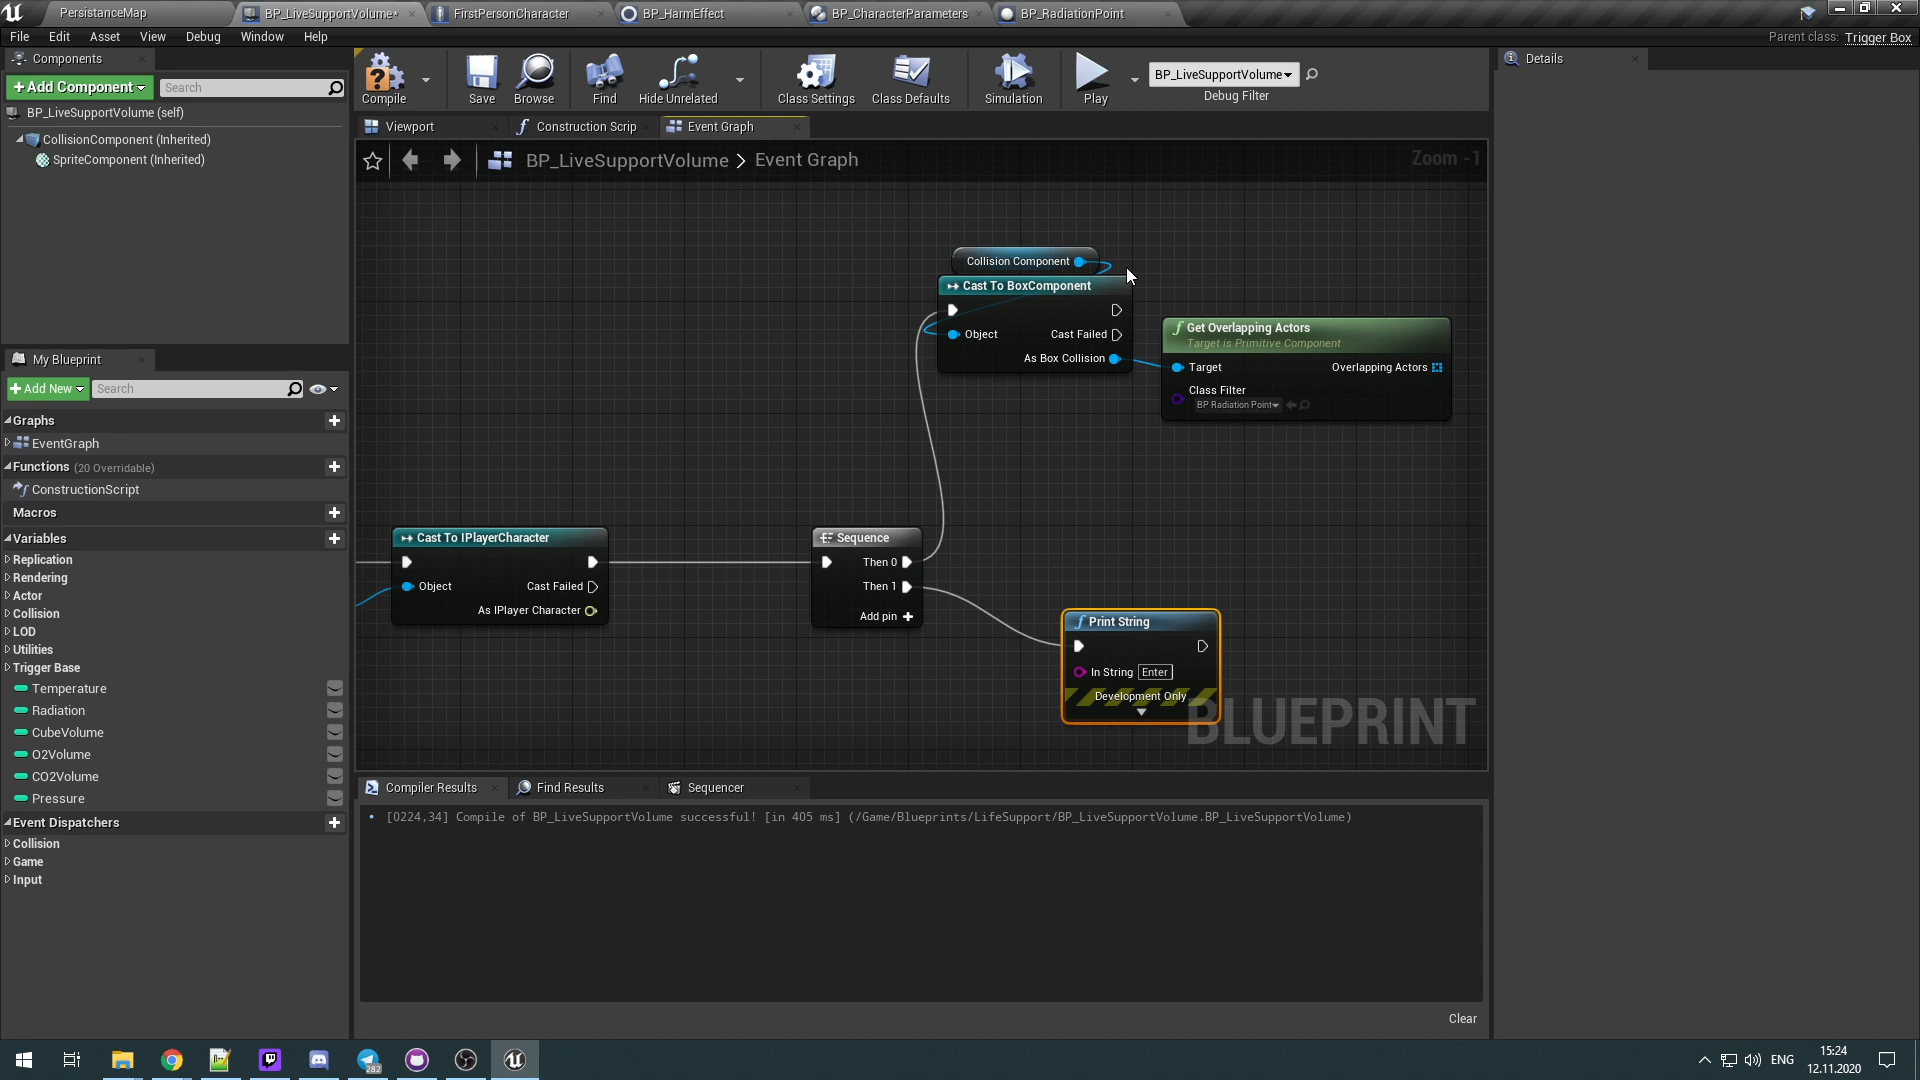 PersistanceMap
BP_LiveSupportVolume*
FirstPersonCharacter
BP_HarmEffect
BP_CharacterParameters
BP_RadiationPoint
File
Edit
Asset
View
Debug
Window
Help
Parent class: Trigger Box
Components
+Add Component
Search
BP_LiveSupportVolume (self)
CollisionComponent (Inherited)
SpriteComponent (Inherited)
Compile
Save
Browse
Find
Hide Unrelated
Class Settings
Class Defaults
Simulation
Play
BP_LiveSupportVolume
Debug Filter
Details
Viewport
Construction Scrip
Event Graph
BP_LiveSupportVolume > Event Graph
Zoom -1
Collision Component
Cast To BoxComponent
Object
Cast Failed
As Box Collision
Get Overlapping Actors
Target is Primitive Component
Target
Overlapping Actors
Class Filter
BP Radiation Point
Cast To IPlayerCharacter
Object
Cast Failed
As IPlayer Character
Sequence
Then 0
Then 1
Add pin +
Print String
In String Enter
Development Only
BLUEPRINT
My Blueprint
+Add New
Search
Graphs
EventGraph
Functions (20 Overridable)
ConstructionScript
Macros
Variables
Replication
Rendering
Actor
Collision
LOD
Utilities
Trigger Base
Temperature
Radiation
CubeVolume
O2Volume
CO2Volume
Pressure
Event Dispatchers
Collision
Game
Input
Compiler Results
Find Results
Sequencer
• [0224,34] Compile of BP_LiveSupportVolume successful! [in 405 ms] (/Game/Blueprints/LifeSupport/BP_LiveSupportVolume.BP_LiveSupportVolume)
Clear
282
ENG
15:24
12.11.2020